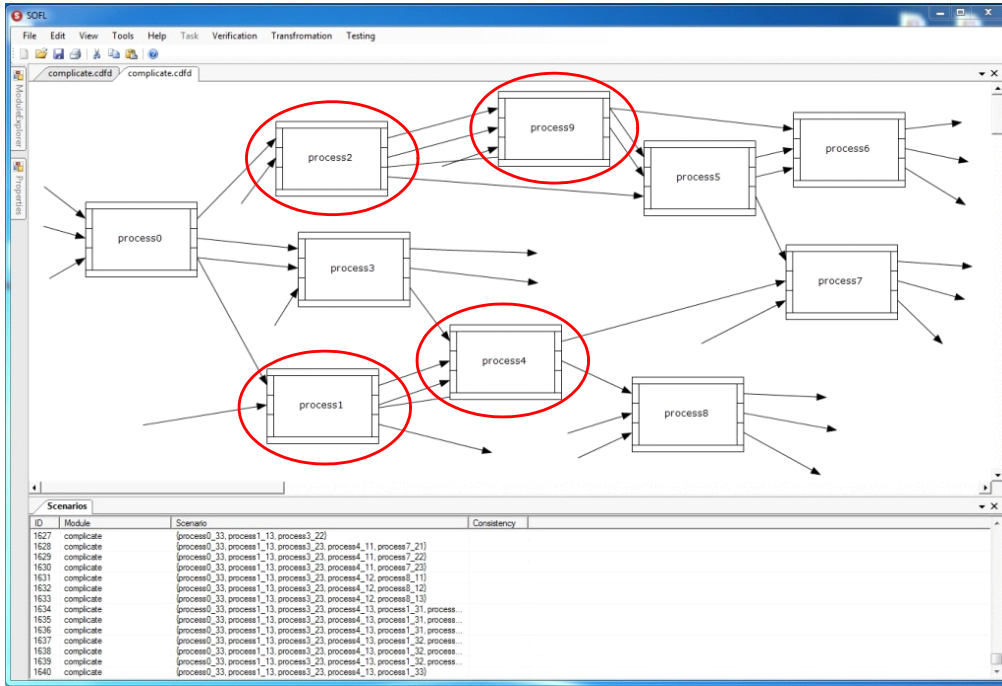 SOFL
File Edit View Tools Help Task Verification Transfromation Testing
complicate.cdfd complicate.cdfd
ModuleExplorer
Properties
process9
process2
process6
process5
process0
process3
process7
process4
process1
process8
Scenarios
ID Module Scenario Consistency
1627 complicate {process0_33, process1_13, process3_22}
1628 complicate {process0_33, process1_13, process3_23, process4_11, process7_21}
1629 complicate {process0_33, process1_13, process3_23, process4_11, process7_22}
1630 complicate {process0_33, process1_13, process3_23, process4_11, process7_23}
1631 complicate {process0_33, process1_13, process3_23, process4_12, process8_11}
1632 complicate {process0_33, process1_13, process3_23, process4_12, process8_12}
1633 complicate {process0_33, process1_13, process3_23, process4_12, process8_13}
1634 complicate {process0_33, process1_13, process3_23, process4_13, process1_31, process...
1635 complicate {process0_33, process1_13, process3_23, process4_13, process1_31, process...
1636 complicate {process0_33, process1_13, process3_23, process4_13, process1_31, process...
1637 complicate {process0_33, process1_13, process3_23, process4_13, process1_32, process...
1638 complicate {process0_33, process1_13, process3_23, process4_13, process1_32, process...
1639 complicate {process0_33, process1_13, process3_23, process4_13, process1_32, process...
1640 complicate {process0_33, process1_13, process3_23, process4_13, process1_33}